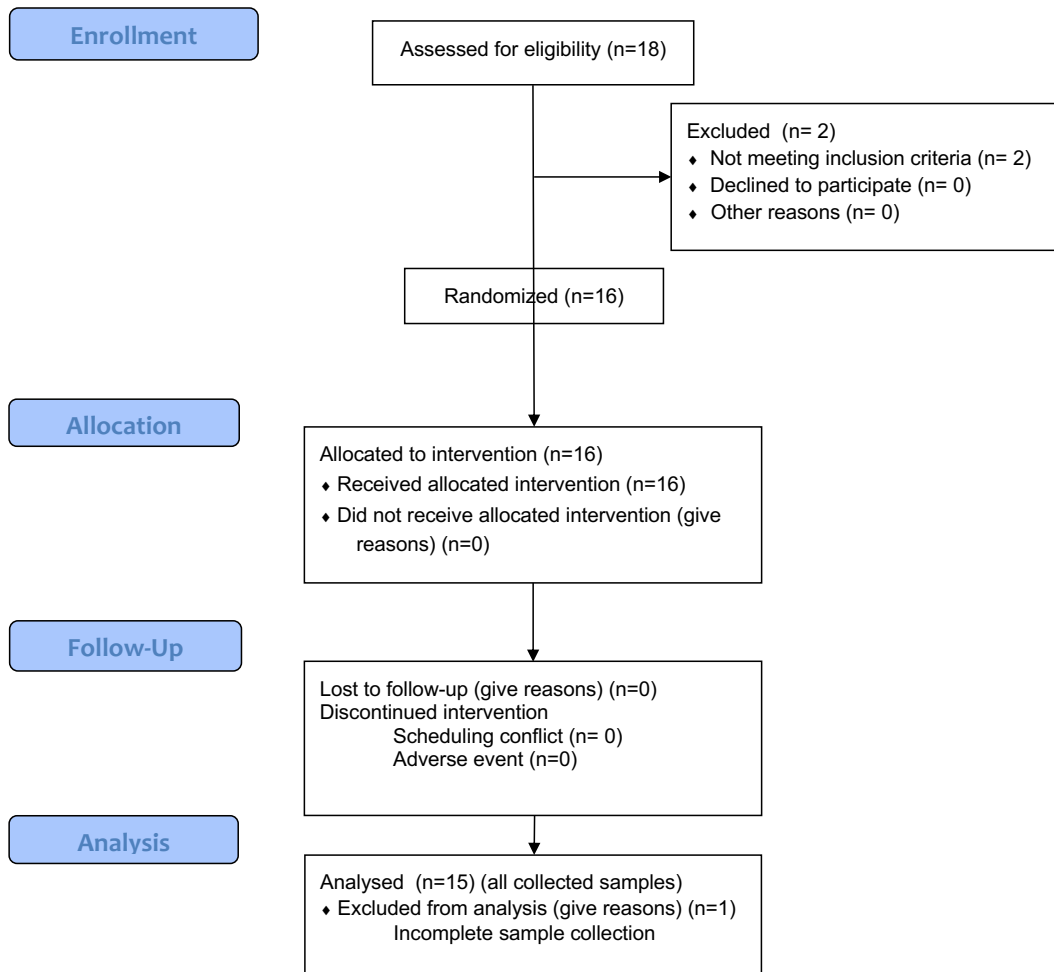 Enrollment
Assessed for eligibility (n=18)
Excluded (n= 2)
♦ Not meeting inclusion criteria (n= 2)
♦ Declined to participate (n= 0)
♦ Other reasons (n= 0)
Randomized (n=16)
Allocation
Allocated to intervention (n=16)
♦ Received allocated intervention (n=16)
♦ Did not receive allocated intervention (give
reasons) (n=0)
Follow-Up
Lost to follow-up (give reasons) (n=0)
Discontinued intervention
Scheduling conflict (n= 0)
Adverse event (n=0)
Analysis
Analysed (n=15) (all collected samples)
♦ Excluded from analysis (give reasons) (n=1)
Incomplete sample collection